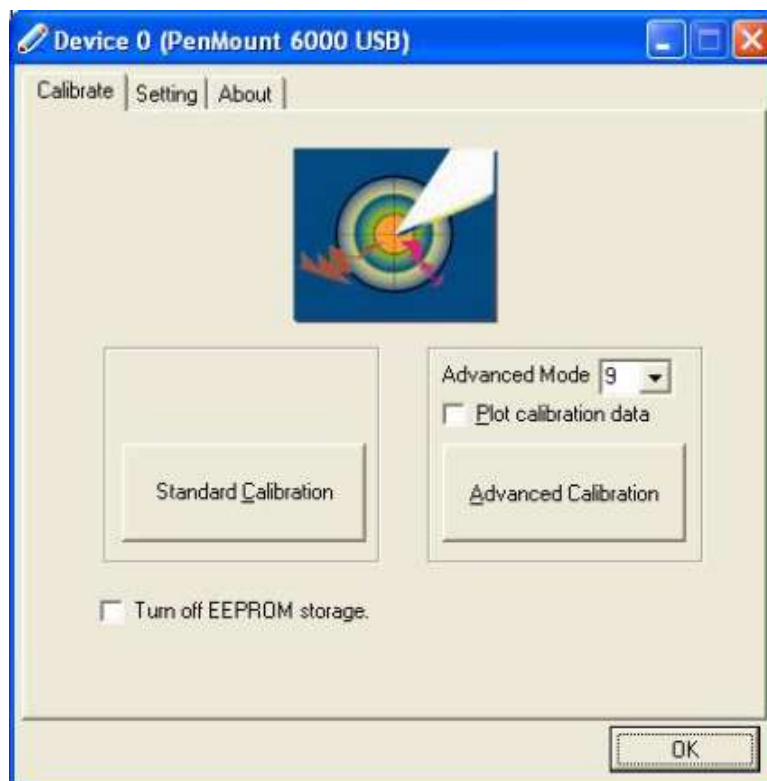 Device 0 (PenMount 6000 USB)
Calibrate Setting About
Advanced Mode 9
Plot calibration data
Standard Calibration
Advanced Calibration
Turn off EEPROM storage.
OK